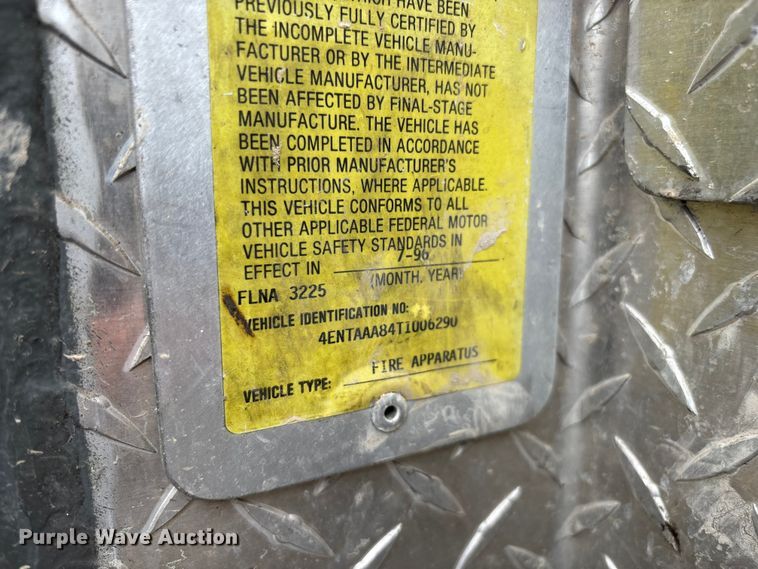 HAVE BEEN
PREVIOUSLY FULLY CERTIFIED BY
THE INCOMPLETE VEHICLE MANU-
FACTURER OR BY THE INTERMEDIATE
VEHICLE MANUFACTURER, HAS NOT
BEEN AFFECTED BY FINAL-STAGE
MANUFACTURE. THE VEHICLE HAS
BEEN COMPLETED IN ACCORDANCE
WITH PRIOR MANUFACTURER'S
INSTRUCTIONS, WHERE APPLICABLE.
THIS VEHICLE CONFORMS TO ALL
OTHER APPLICABLE FEDERAL MOTOR
VEHICLE SAFETY STANDARDS IN
EFFECT IN 7-96
(MONTH, YEAR)
FLNA 3225
VEHICLE IDENTIFICATION NO:
4ENTAAA84T1006290
VEHICLE TYPE: FIRE APPARATUS
Purple Wave Auction